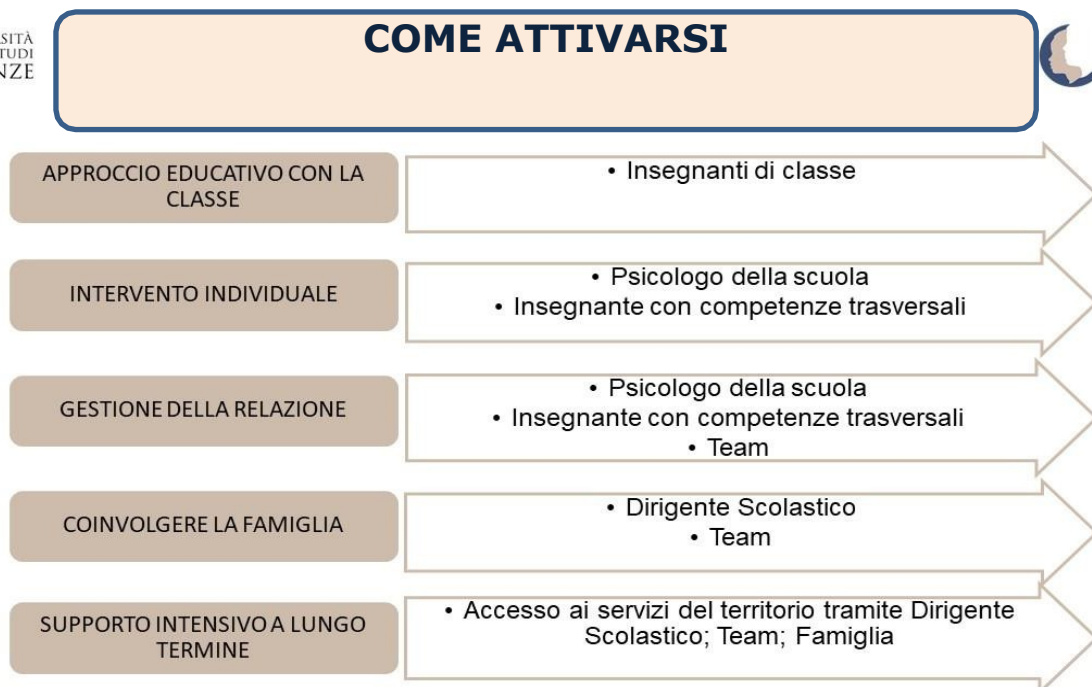 COME ATTIVARSI
APPROCCIO EDUCATIVO CON LA
CLASSE
• Insegnanti di classe
INTERVENTO INDIVIDUALE
• Psicologo della scuola
• Insegnante con competenze trasversali
GESTIONE DELLA RELAZIONE
• Psicologo della scuola
• Insegnante con competenze trasversali
• Team
COINVOLGERE LA FAMIGLIA
• Dirigente Scolastico
• Team
SUPPORTO INTENSIVO A LUNGO
TERMINE
• Accesso ai servizi del territorio tramite Dirigente
Scolastico; Team; Famiglia